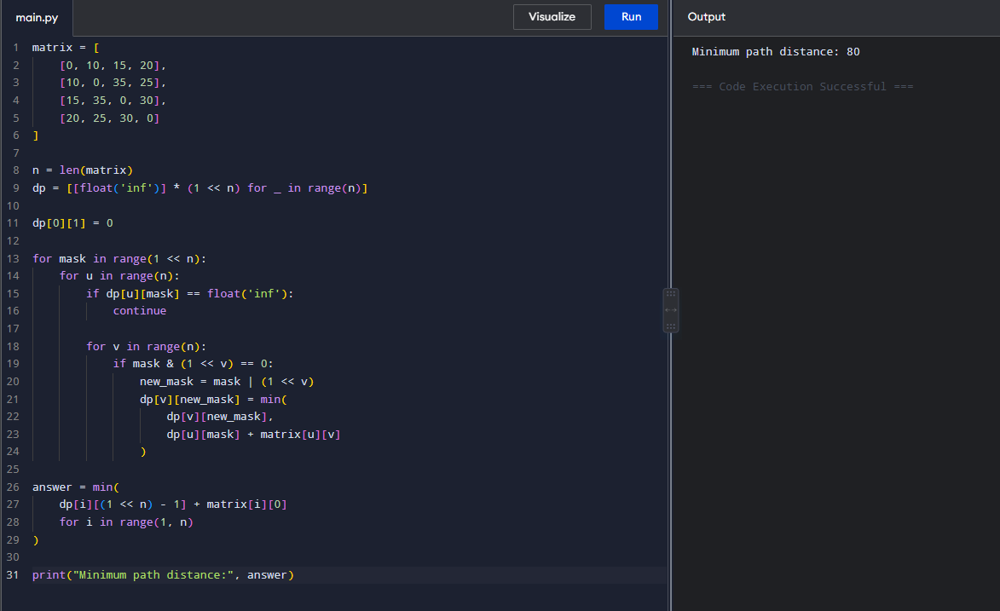 main.py
Visualize
Run
Output
1 matrix = [
2     [0, 10, 15, 20],
3     [10, 0, 35, 25],
4     [15, 35, 0, 30],
5     [20, 25, 30, 0]
6 ]
7
8 n = len(matrix)
9 dp = [[float('inf')] * (1 << n) for _ in range(n)]
10
11 dp[0][1] = 0
12
13 for mask in range(1 << n):
14     for u in range(n):
15         if dp[u][mask] == float('inf'):
16             continue
17
18         for v in range(n):
19             if mask & (1 << v) == 0:
20                 new_mask = mask | (1 << v)
21                 dp[v][new_mask] = min(
22                     dp[v][new_mask],
23                     dp[u][mask] + matrix[u][v]
24                 )
25
26 answer = min(
27     dp[i][(1 << n) - 1] + matrix[i][0]
28     for i in range(1, n)
29 )
30
31 print("Minimum path distance:", answer)
Minimum path distance: 80
=== Code Execution Successful ===